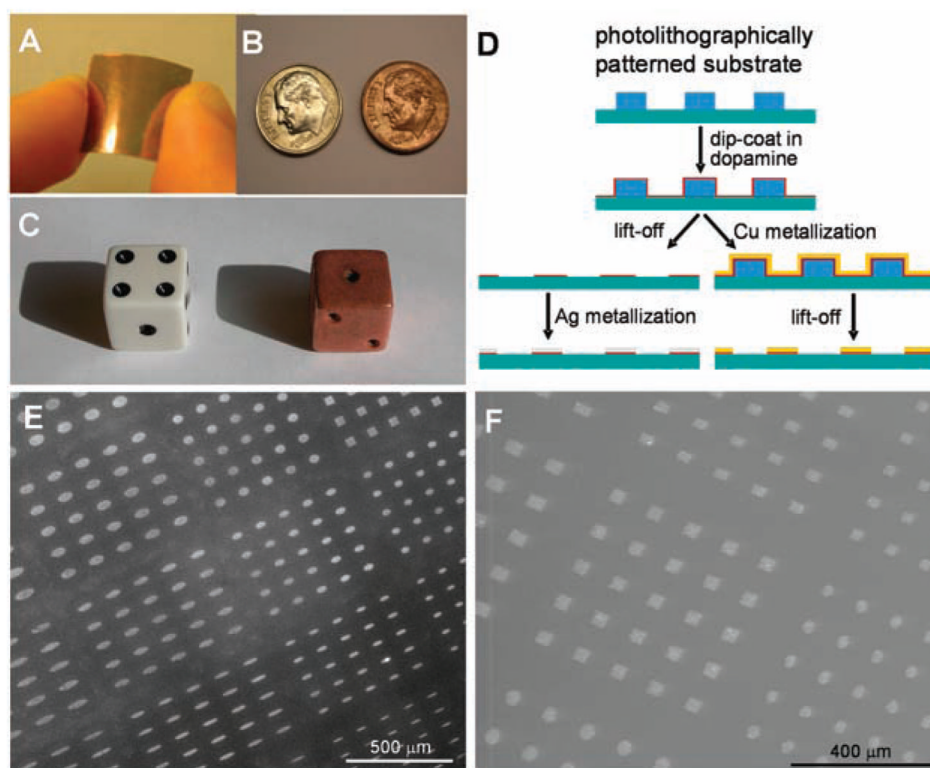 A
B
C
D
photolithographically
patterned substrate
dip-coat in
dopamine
lift-off
Cu metallization
Ag metallization
lift-off
E
500 μm
F
400 μm